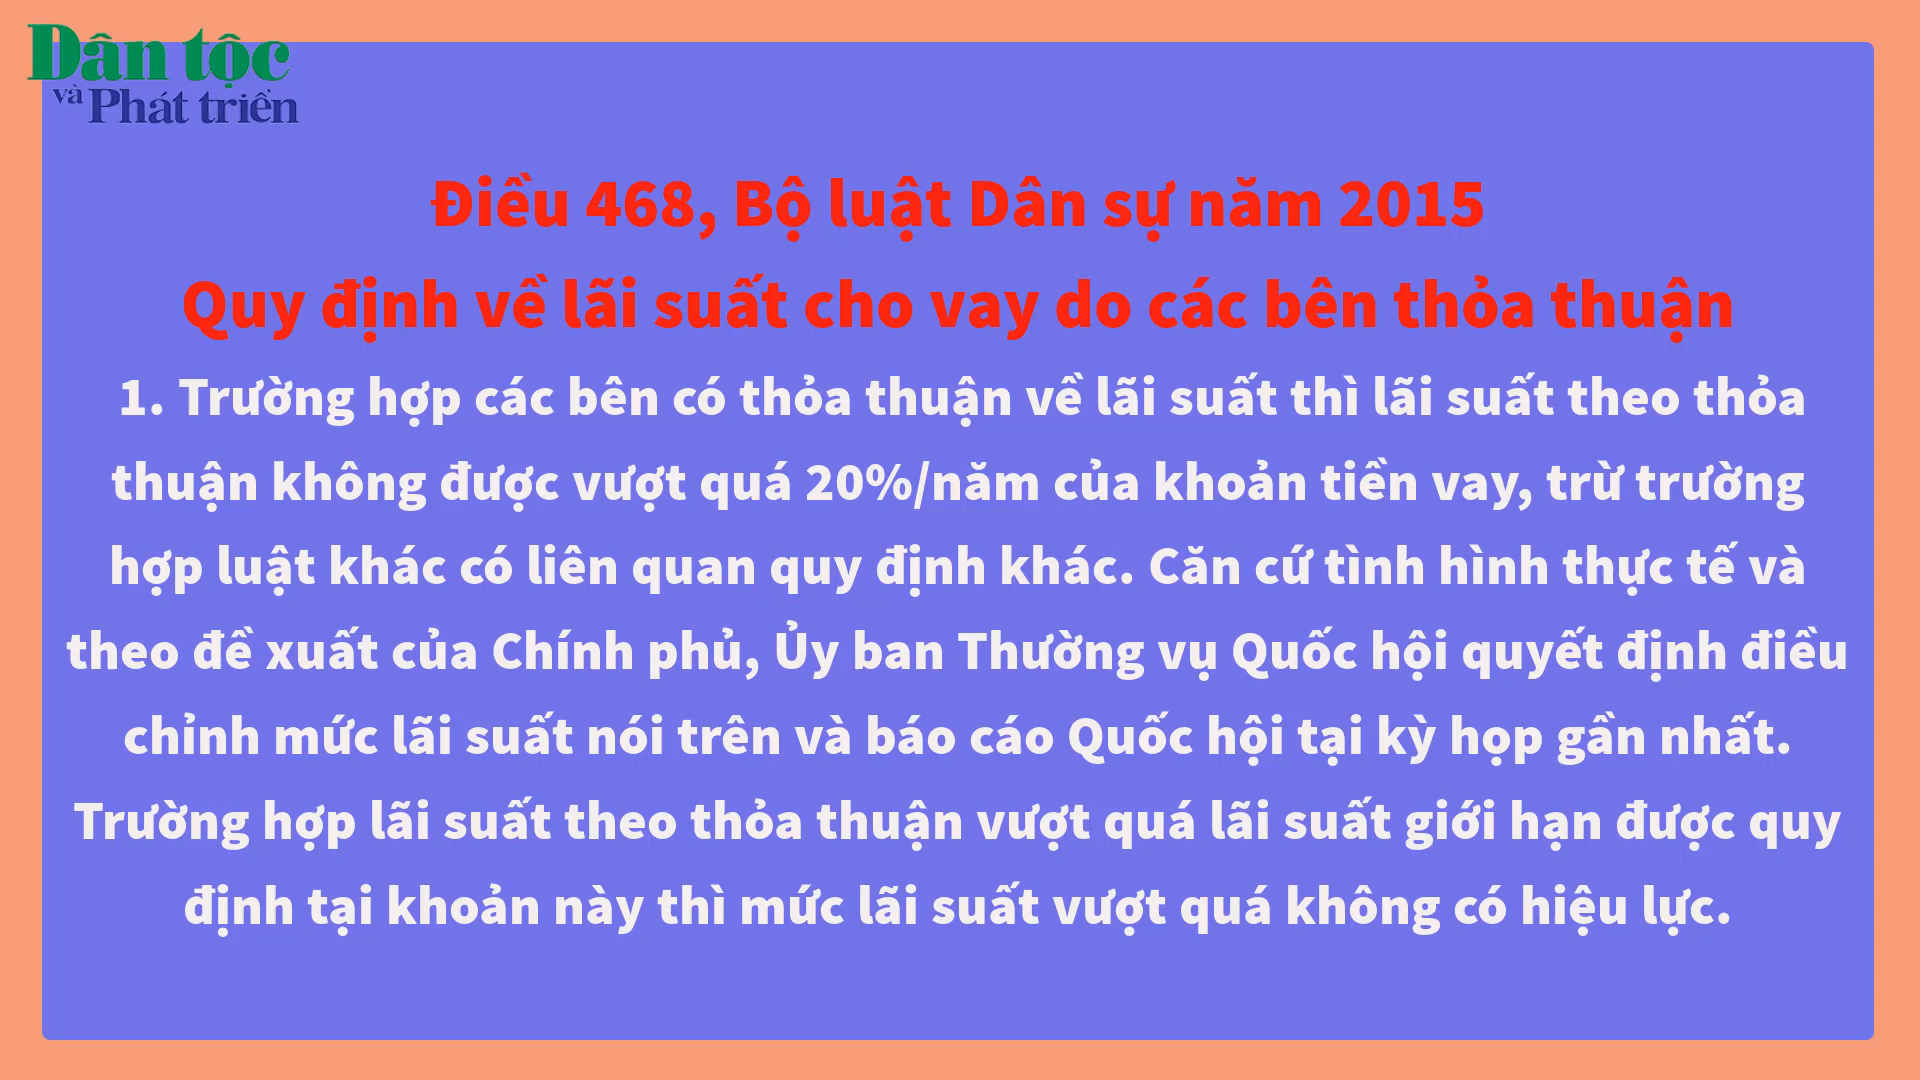 Dân tộc
và Phát triển
Điều 468, Bộ luật Dân sự năm 2015
Quy định về lãi suất cho vay do các bên thỏa thuận
1. Trường hợp các bên có thỏa thuận về lãi suất thì lãi suất theo thỏa
thuận không được vượt quá 20%/năm của khoản tiền vay, trừ trường
hợp luật khác có liên quan quy định khác. Căn cứ tình hình thực tế và
theo đề xuất của Chính phủ, Ủy ban Thường vụ Quốc hội quyết định điều
chỉnh mức lãi suất nói trên và báo cáo Quốc hội tại kỳ họp gần nhất.
Trường hợp lãi suất theo thỏa thuận vượt quá lãi suất giới hạn được quy
định tại khoản này thì mức lãi suất vượt quá không có hiệu lực.